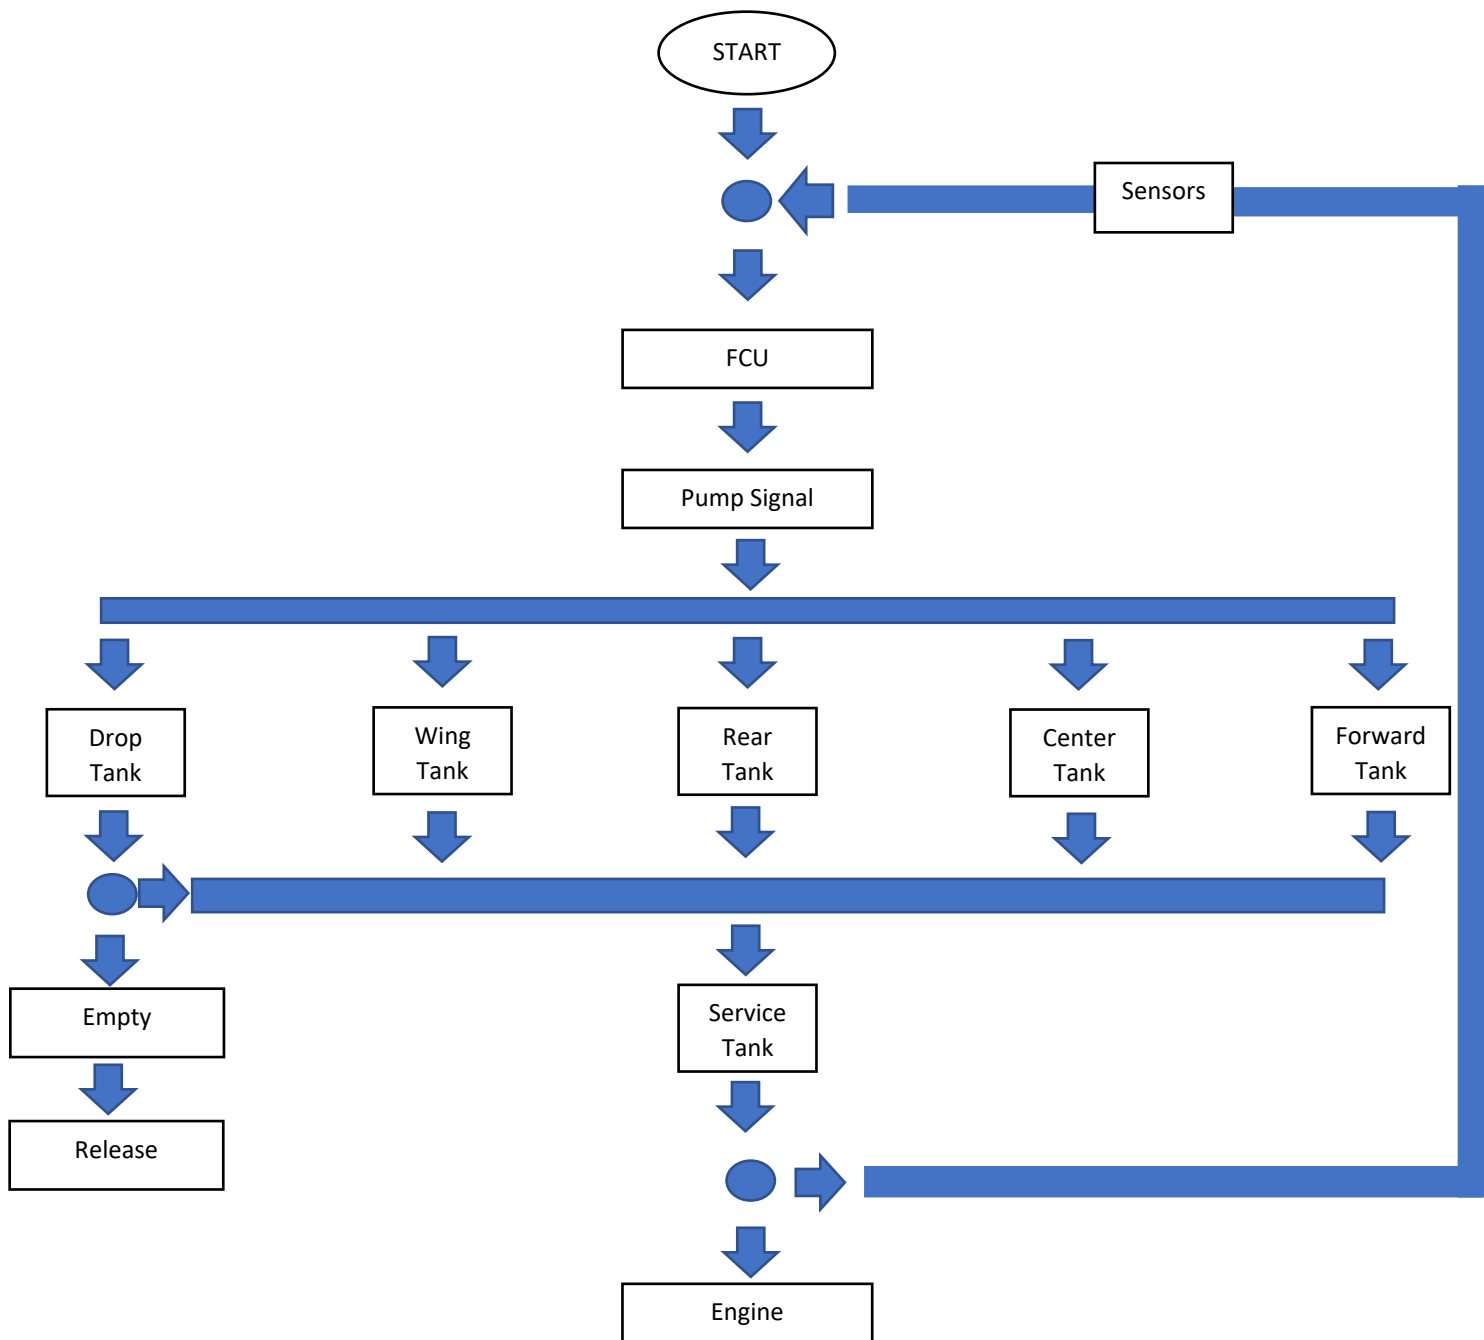 START
Sensors
FCU
Pump Signal
Drop
Tank
Wing
Tank
Rear
Tank
Center
Tank
Forward
Tank
Empty
Service
Tank
Release
Engine